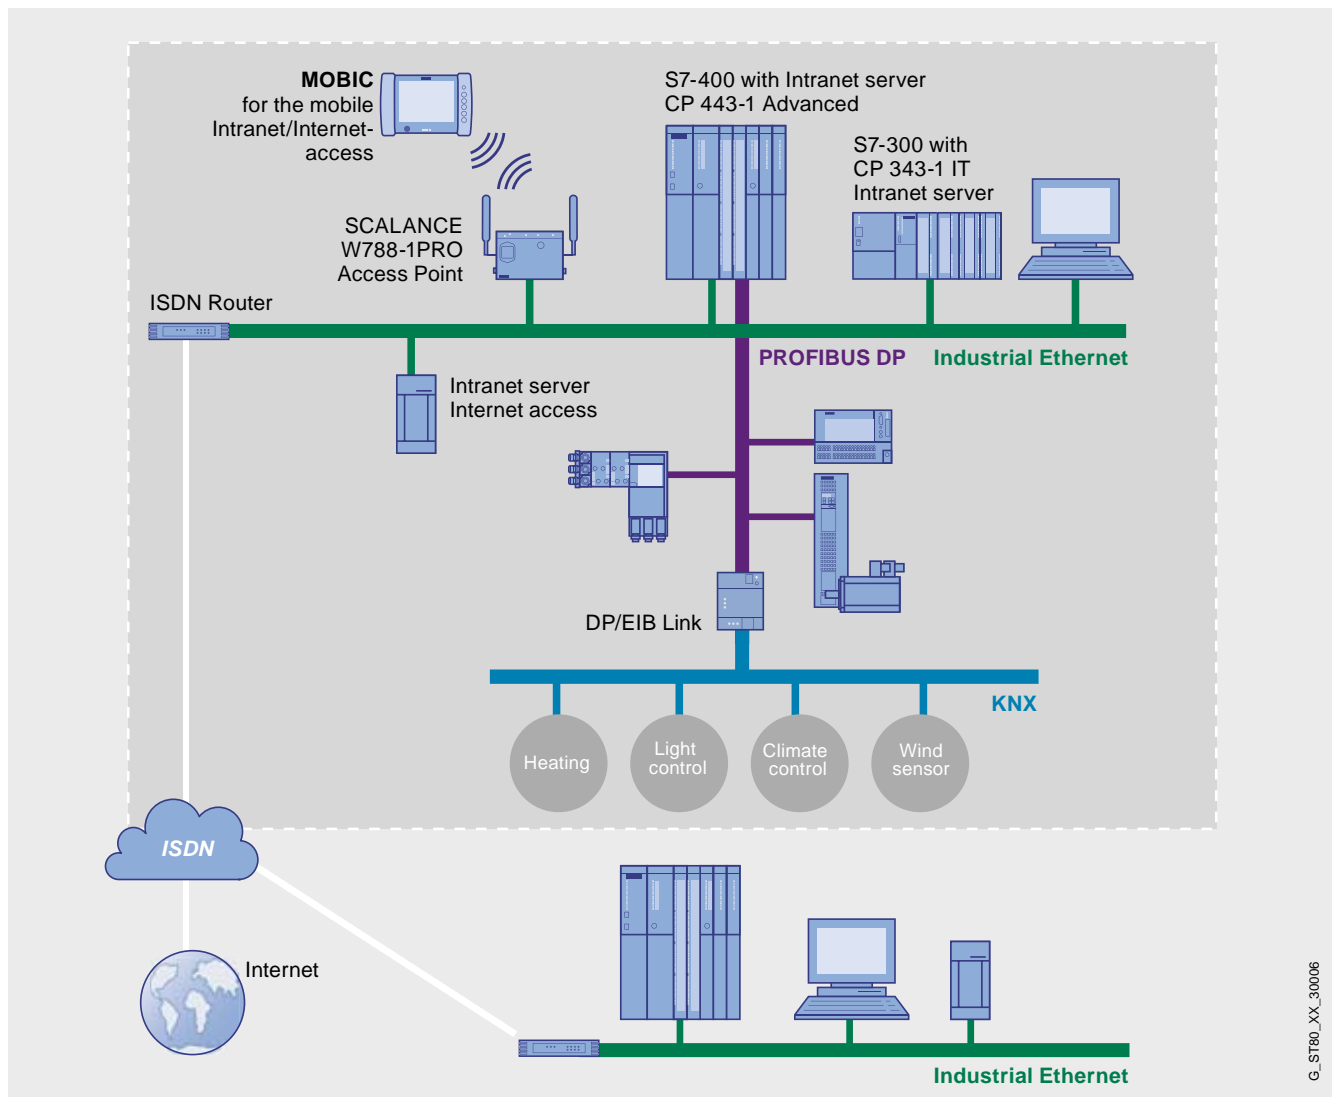 MOBIC
for the mobile
Intranet/Internet-
access
S7-400 with Intranet server
CP 443-1 Advanced
S7-300 with
CP 343-1 IT
Intranet server
SCALANCE
W788-1PRO
Access Point
ISDN Router
PROFIBUS DP
Industrial Ethernet
Intranet server
Internet access
DP/EIB Link
KNX
Heating
Light
control
Climate
control
Wind
sensor
ISDN
Internet
Industrial Ethernet
G_ST80_XX_30006